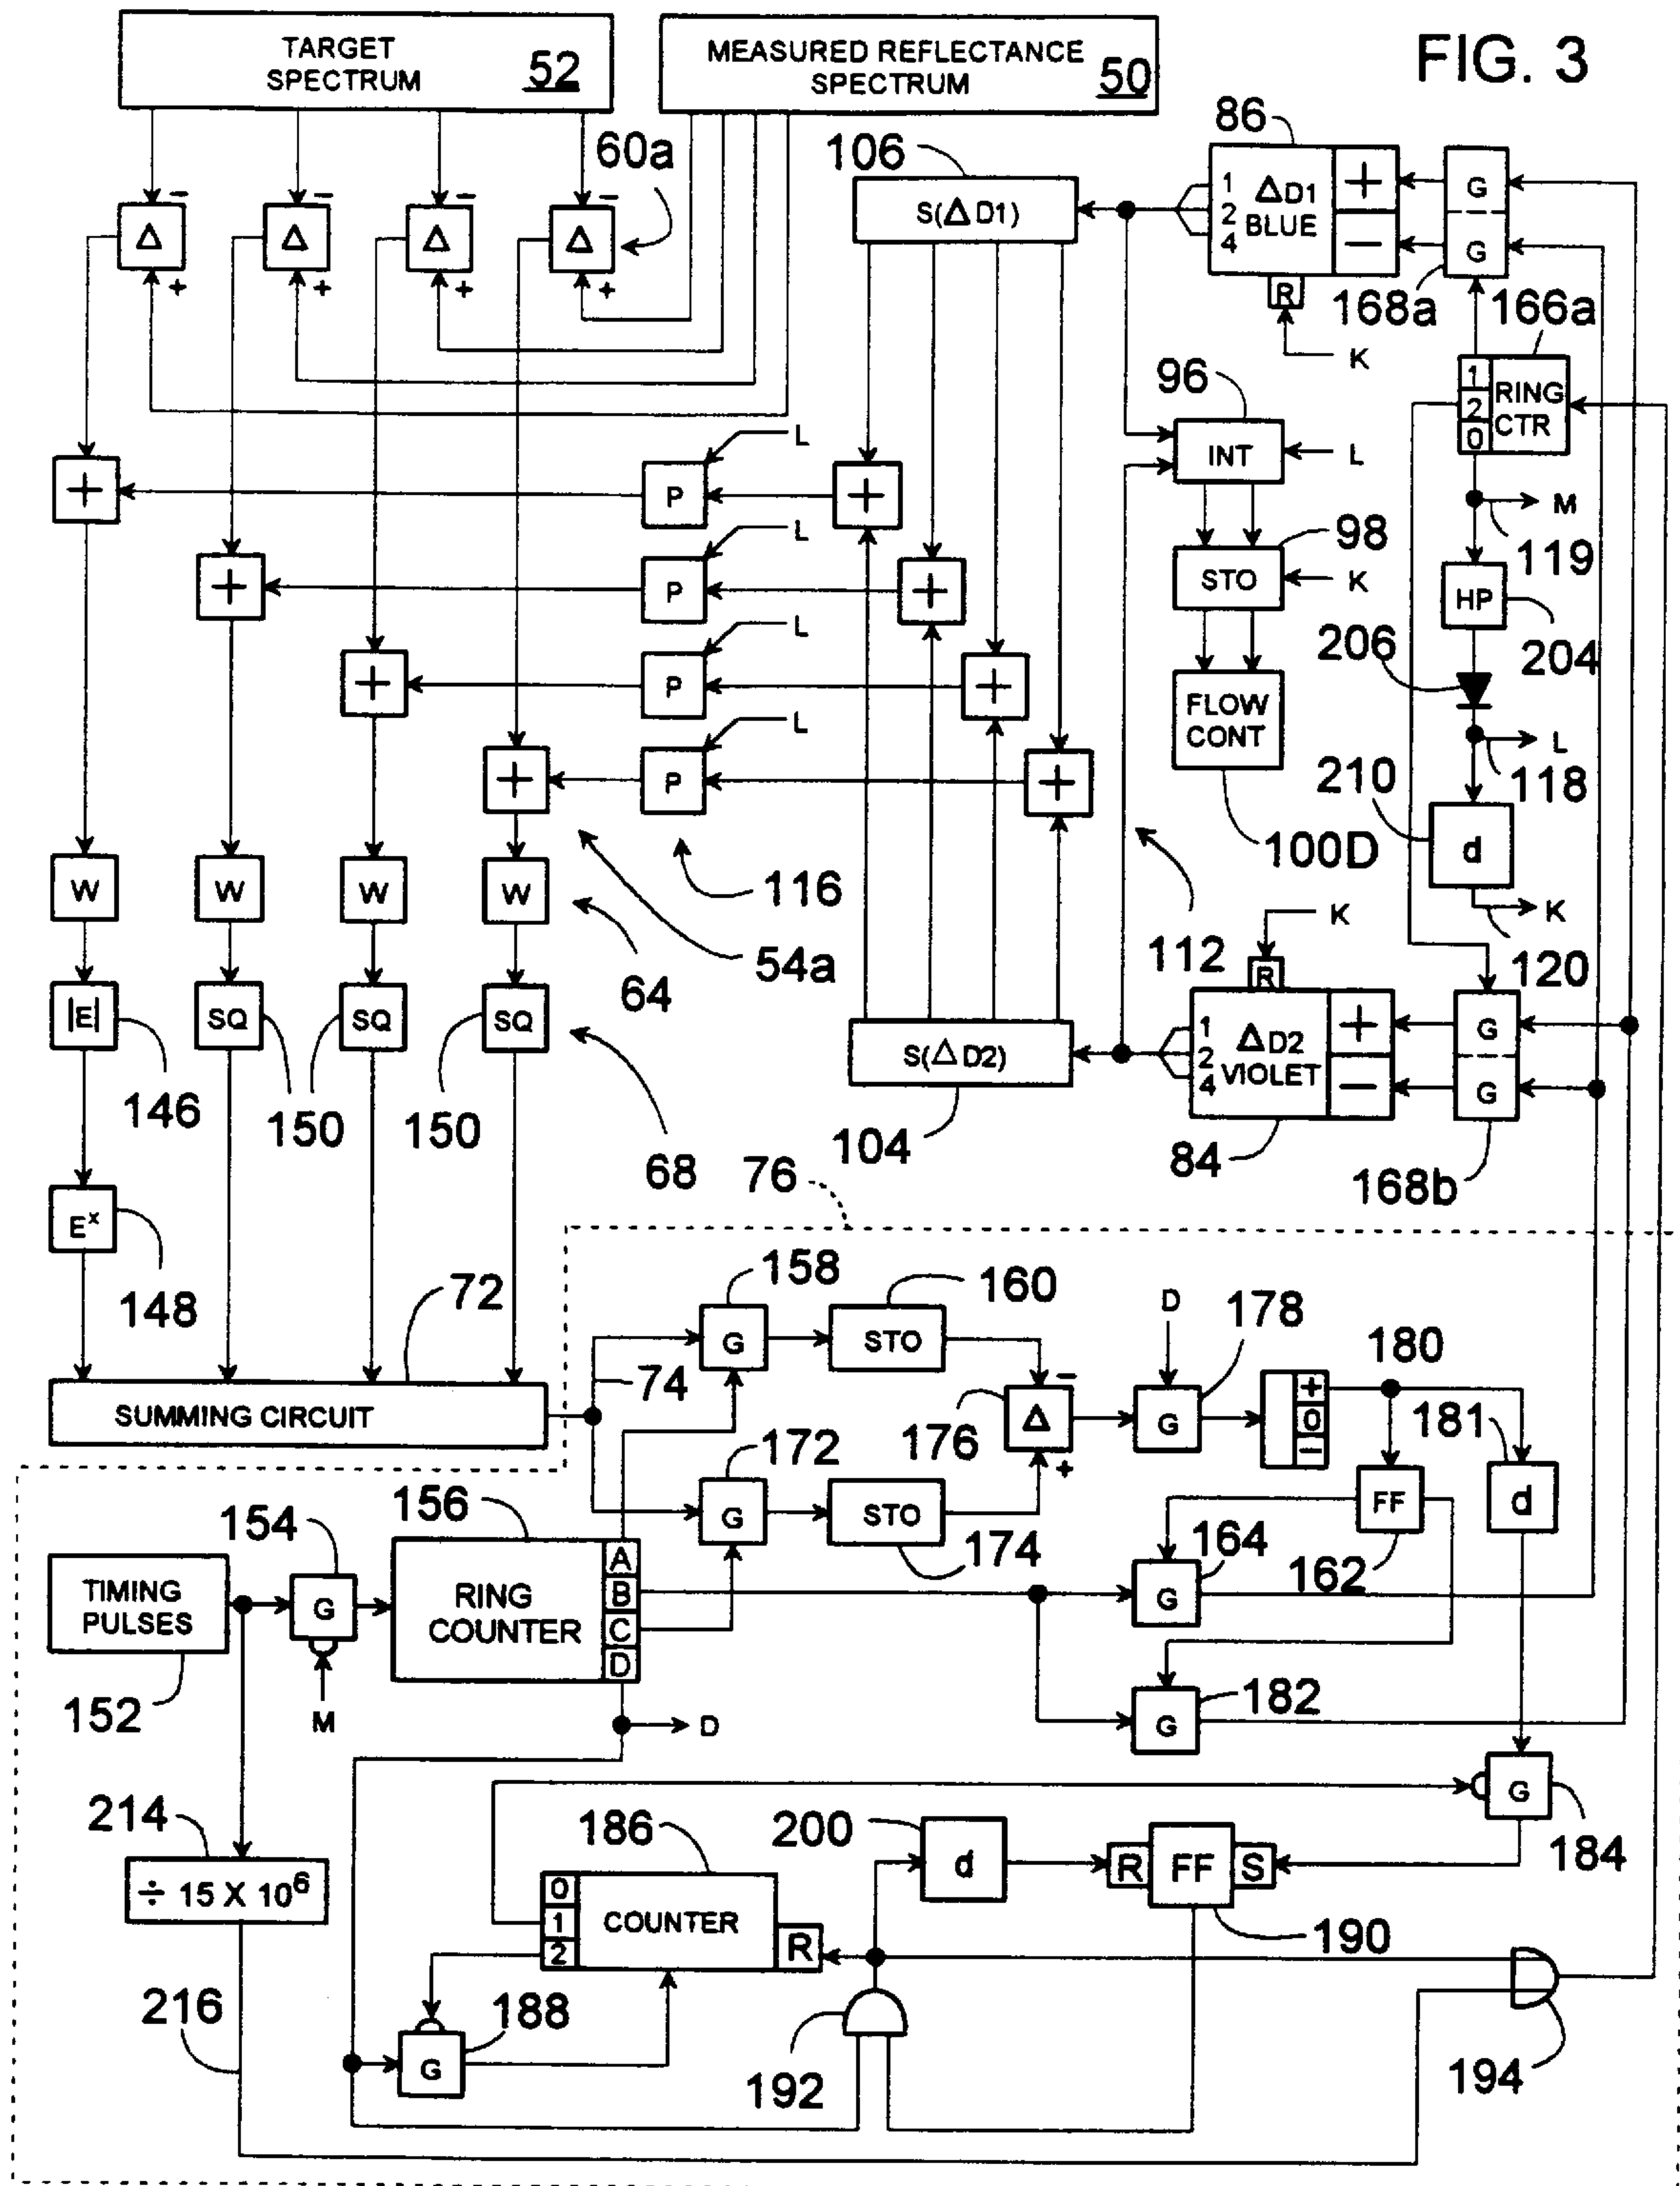 FIG. 3
TARGET
SPECTRUM
52
MEASURED REFLECTANCE
SPECTRUM
50
86
60a
106
1
2
4
ΔD1
BLUE
+
−
G
G
R
K
S(ΔD1)
168a
166a
−
−
−
−
Δ
Δ
Δ
Δ
+
+
+
+
96
1
2
0
RING
CTR
INT
L
M
119
98
STO
K
HP
204
206
FLOW
CONT
L
118
210
d
K
120
100D
L
P
+
+
L
P
+
+
L
P
+
+
L
P
+
+
116
54a
112
W
W
W
W
64
|E|
SQ
SQ
SQ
146
150
150
68
K
R
S(ΔD2)
1
2
4
ΔD2
VIOLET
+
−
G
G
104
84
168b
76
E^x
148
72
158
160
D
178
G
STO
180
74
SUMMING CIRCUIT
−
Δ
+
176
G
+
0
−
181
172
G
STO
174
FF
d
162
154
156
164
TIMING
PULSES
G
RING
COUNTER
A
B
C
D
G
152
M
D
182
G
G
184
214
÷ 15 X 10⁶
186
200
d
R
FF
S
0
1
2
COUNTER
R
190
216
188
G
192
194